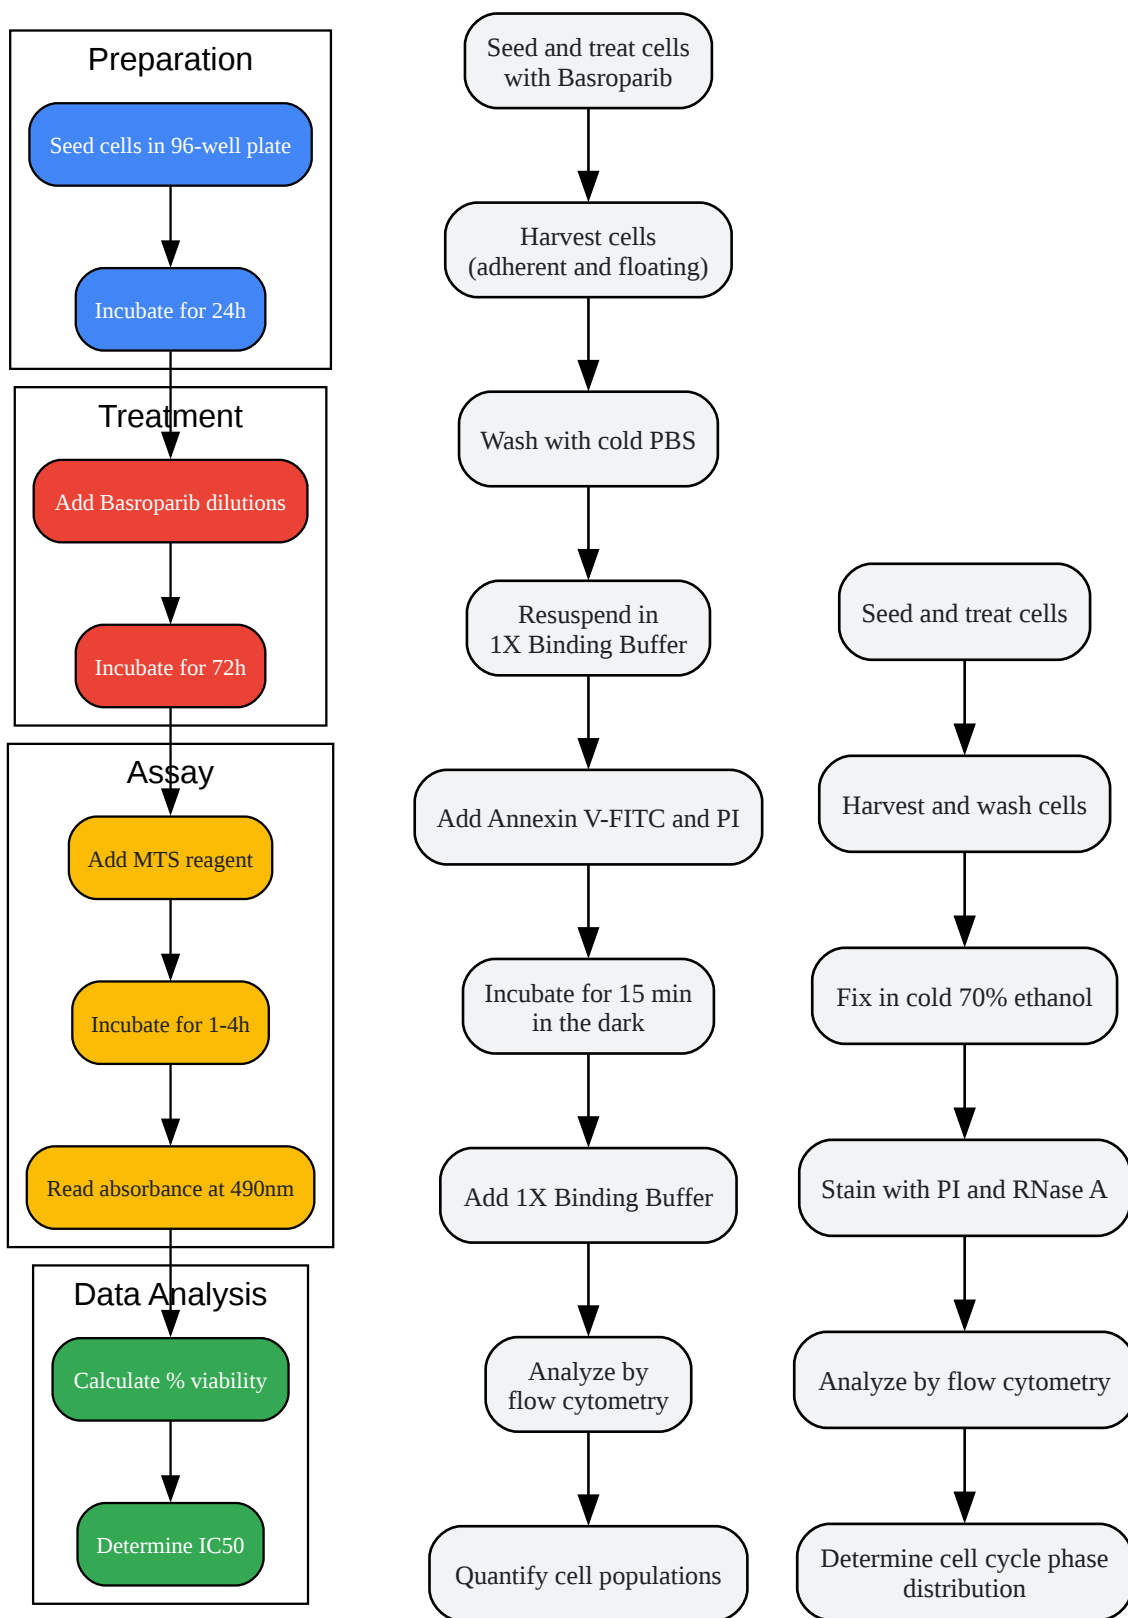 Preparation
Seed cells in 96-well plate
Incubate for 24h
Treatment
Add Basroparib dilutions
Incubate for 72h
Assay
Add MTS reagent
Incubate for 1-4h
Read absorbance at 490nm
Data Analysis
Calculate % viability
Determine IC50
Seed and treat cells
with Basroparib
Harvest cells
(adherent and floating)
Wash with cold PBS
Resuspend in
1X Binding Buffer
Add Annexin V-FITC and PI
Incubate for 15 min
in the dark
Add 1X Binding Buffer
Analyze by
flow cytometry
Quantify cell populations
Seed and treat cells
Harvest and wash cells
Fix in cold 70% ethanol
Stain with PI and RNase A
Analyze by flow cytometry
Determine cell cycle phase
distribution